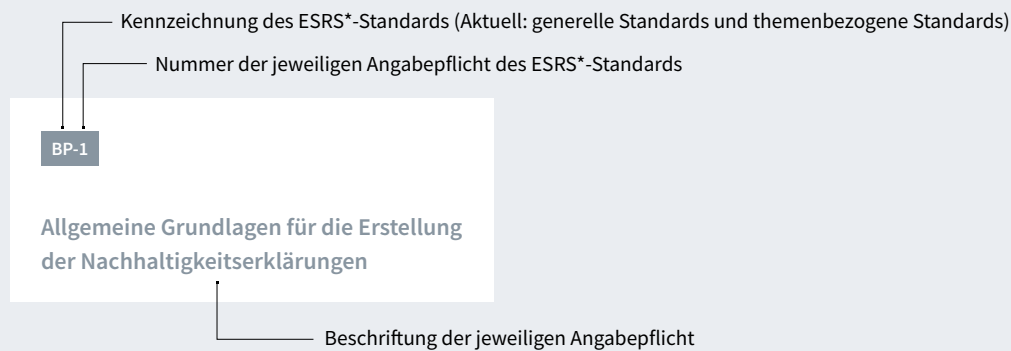 Kennzeichnung des ESRS*-Standards (Aktuell: generelle Standards und themenbezogene Standards)
Nummer der jeweiligen Angabepflicht des ESRS*-Standards
BP-1
Allgemeine Grundlagen für die Erstellung
der Nachhaltigkeitserklärungen
Beschriftung der jeweiligen Angabepflicht